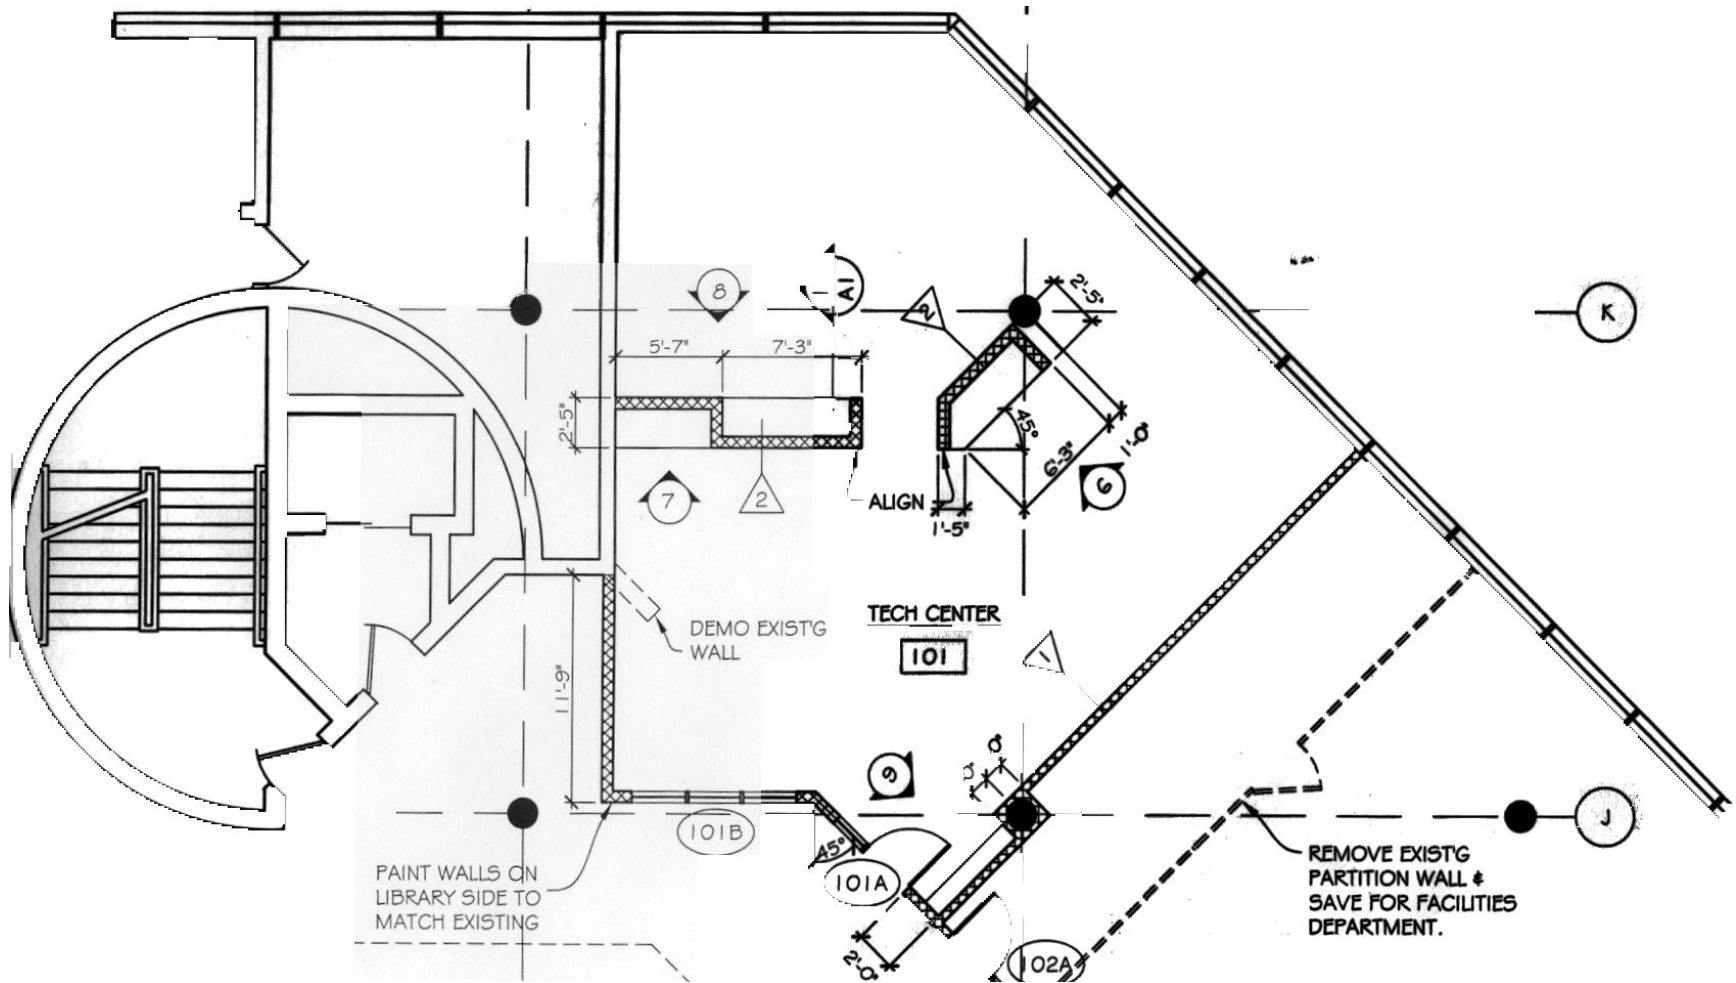 8
A1
2
2'-5"
K
5'-7"
7'-3"
2'-5"
45°
6'-3"
1'-0"
6
7
2
ALIGN
1'-5"
TECH CENTER
101
1
DEMO EXIST'G
WALL
11'-9"
9
101B
45°
101A
J
PAINT WALLS ON
LIBRARY SIDE TO
MATCH EXISTING
REMOVE EXIST'G
PARTITION WALL &
SAVE FOR FACILITIES
DEPARTMENT.
2'-0"
102A